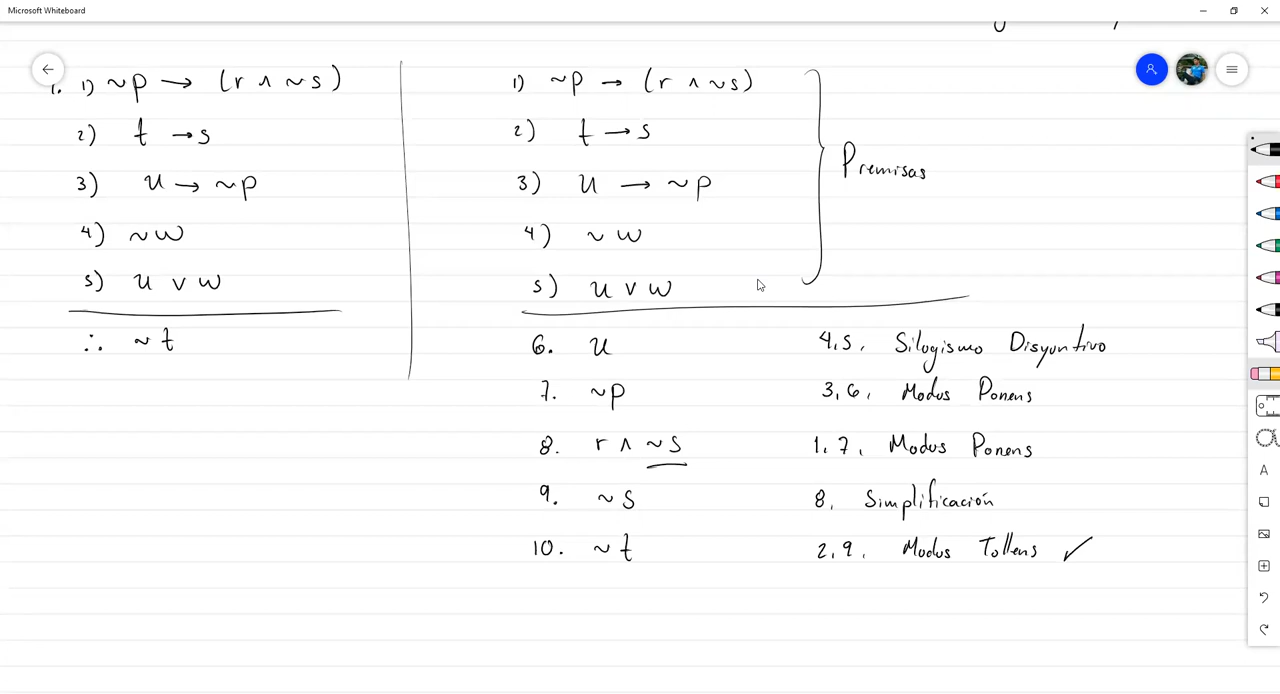 Microsoft Whiteboard
1. 1) ~p → (r ∧ ~s)
2) t → s
3) u → ~p
4) ~w
5) u ∨ w
∴ ~t
1) ~p → (r ∧ ~s)
2) t → s
3) u → ~p
4) ~w
5) u ∨ w
Premisas
6. u 4,5. Silogismo Disyuntivo
7. ~p 3,6. Modus Ponens
8. r ∧ ~s 1,7. Modus Ponens
9. ~s 8. Simplificación
10. ~t 2,9. Modus Tollens ✓
A